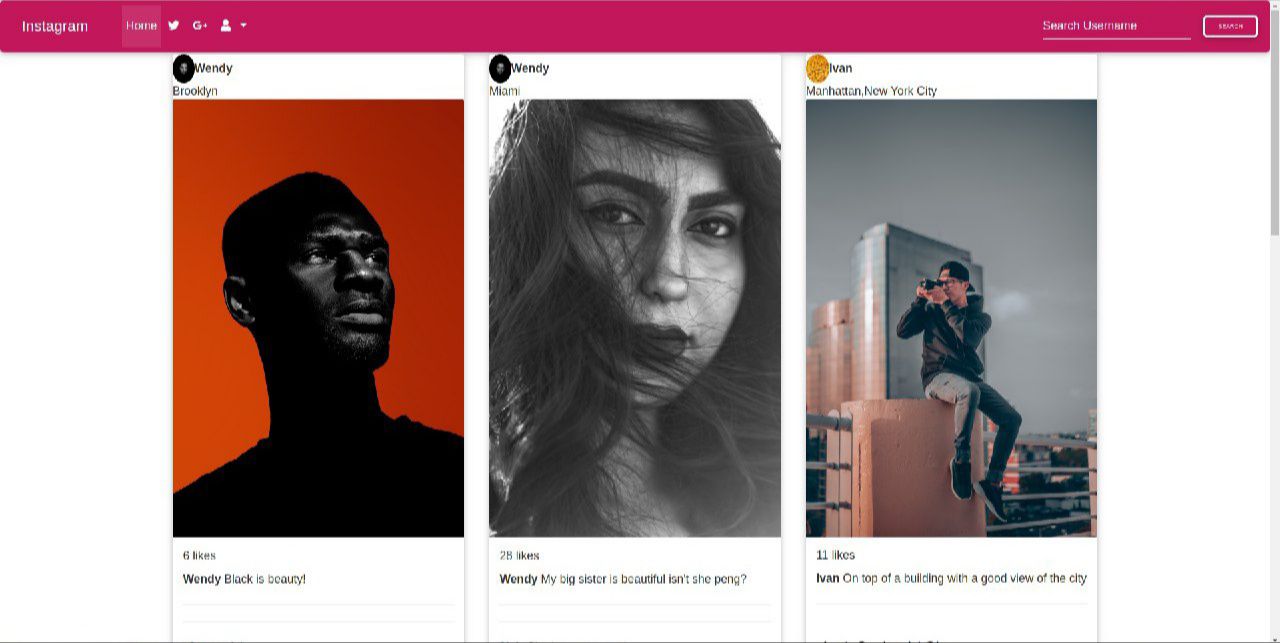 Instagram
Home
G+
Search Username
SEARCH
Wendy
Brooklyn
6 likes
Wendy Black is beauty!
Wendy
Miami
28 likes
Wendy My big sister is beautiful isn't she peng?
Ivan
Manhattan,New York City
11 likes
Ivan On top of a building with a good view of the city